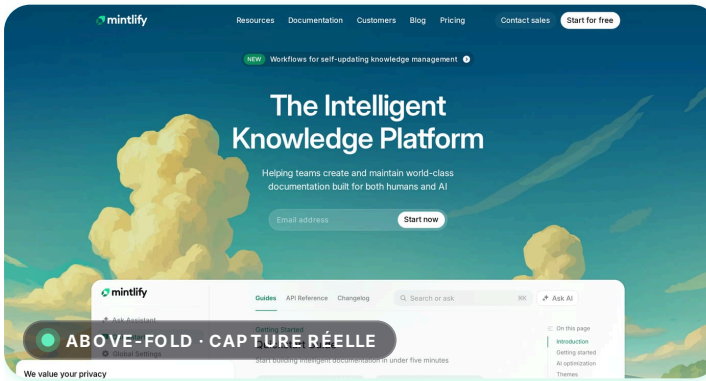 mintlify
Resources Documentation Customers Blog Pricing
Contact sales Start for free
NEW Workflows for self-updating knowledge management
The Intelligent
Knowledge Platform
Helping teams create and maintain world-class
documentation built for both humans and AI
Email address Start now
mintlify
Guides API Reference Changelog
Search or ask ⌘K
Ask AI
Ask Assistant
Getting Started
On this page
ABOVE-FOLD · CAPTURE RÉELLE
Introduction
Global Settings
Getting started
Start building intelligent documentation in under five minutes
AI optimization
We value your privacy
Themes